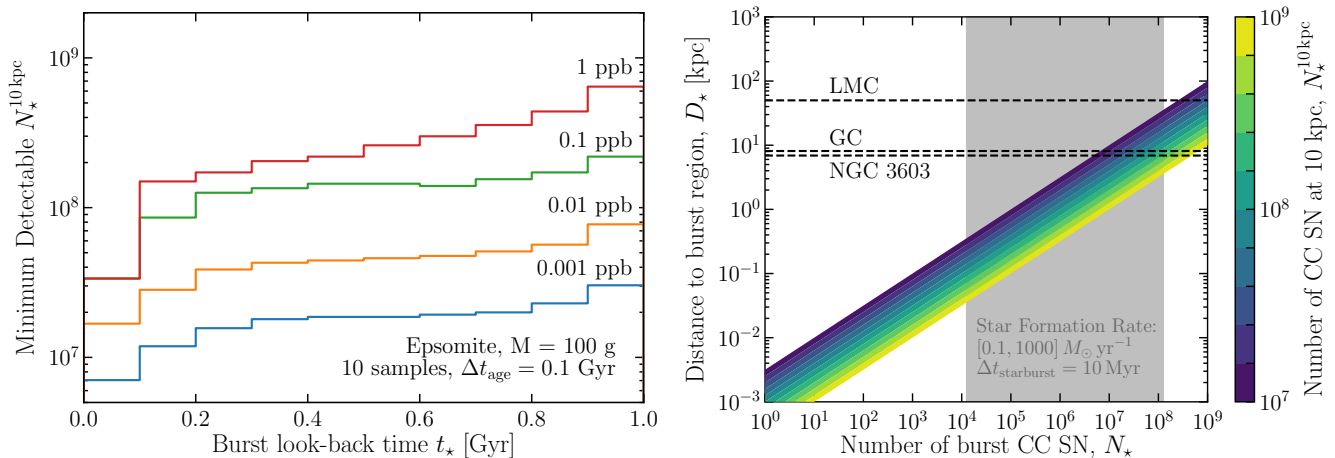 10⁹
10⁸
10⁷
Minimum Detectable N⋆^{10 kpc}
1 ppb
0.1 ppb
0.01 ppb
0.001 ppb
Epsomite, M = 100 g
10 samples, Δt_age = 0.1 Gyr
0.0 0.2 0.4 0.6 0.8 1.0
Burst look-back time t⋆ [Gyr]
10³
10²
10¹
10⁰
10⁻¹
10⁻²
10⁻³
Distance to burst region, D⋆ [kpc]
LMC
GC
NGC 3603
Star Formation Rate:
[0.1, 1000] M⊙ yr⁻¹
Δt_starburst = 10 Myr
10⁰ 10¹ 10² 10³ 10⁴ 10⁵ 10⁶ 10⁷ 10⁸ 10⁹
Number of burst CC SN, N⋆
10⁹
10⁸
10⁷
Number of CC SN at 10 kpc, N⋆^{10 kpc}